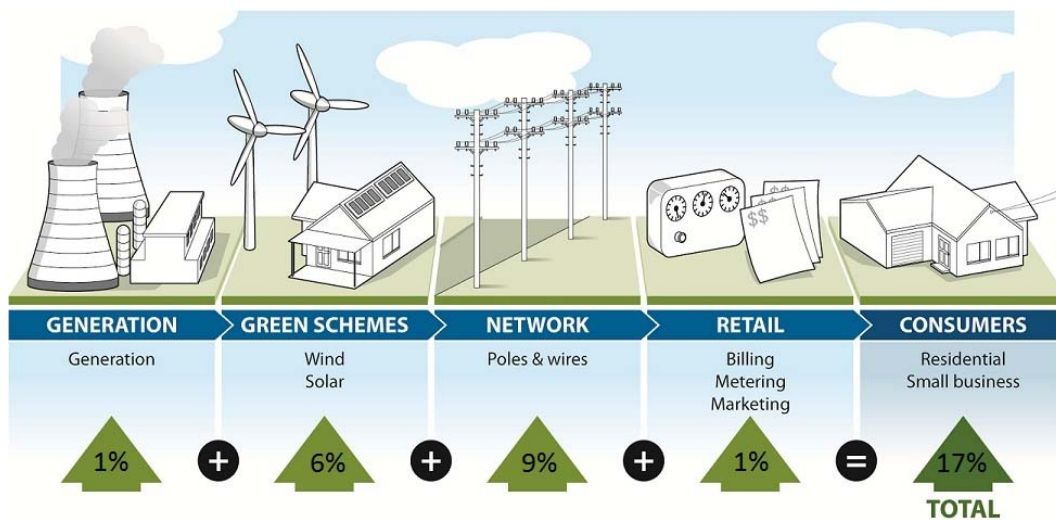 $$
$$
$$
GENERATION
GREEN SCHEMES
NETWORK
RETAIL
CONSUMERS
Generation
Wind
Solar
Poles & wires
Billing
Metering
Marketing
Residential
Small business
1%
+
6%
+
9%
+
1%
=
17%
TOTAL